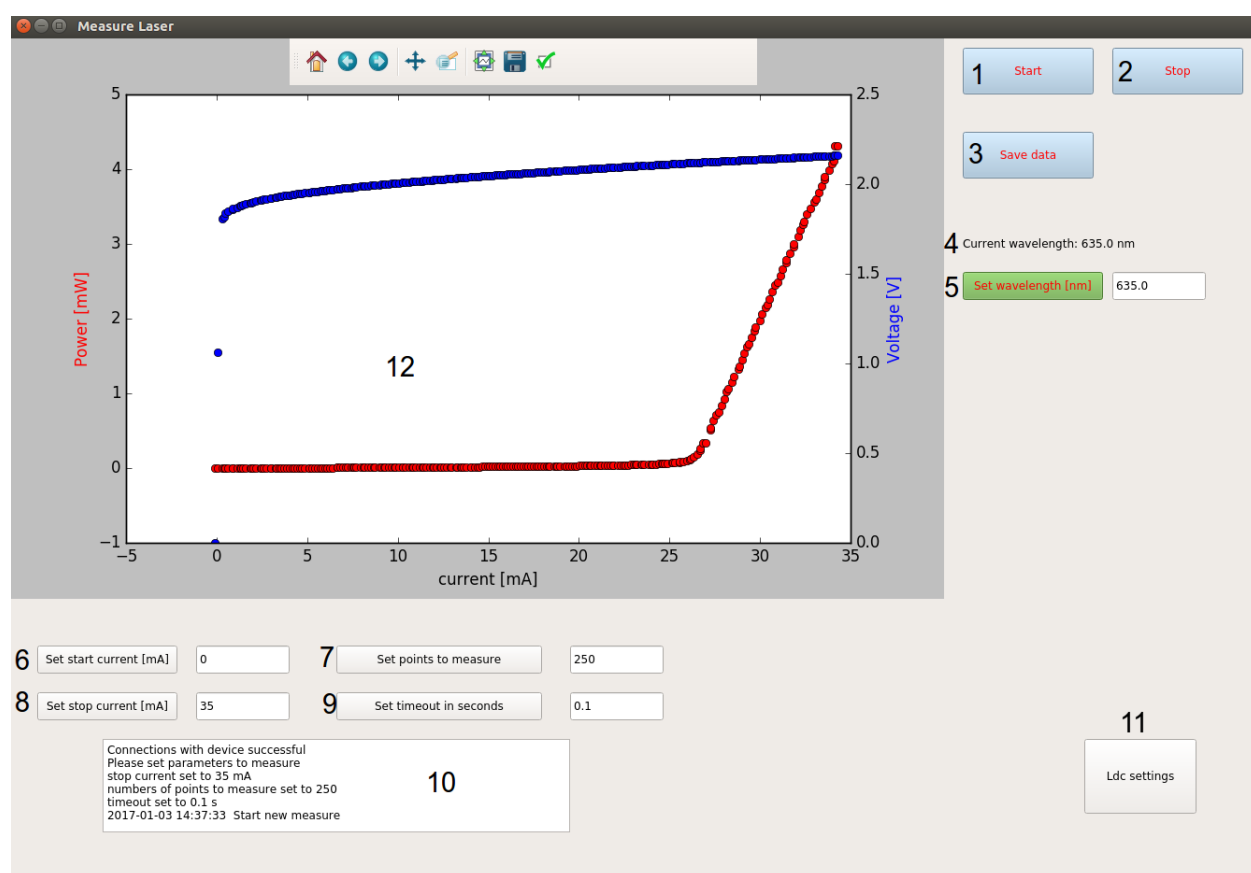 Measure Laser
1 Start
2 Stop
3 Save data
4 Current wavelength: 635.0 nm
5 Set wavelength [nm] 635.0
5
4
3
2
1
0
−1
Power [mW]
12
2.5
2.0
1.5
1.0
0.5
0.0
Voltage [V]
−5 0 5 10 15 20 25 30 35
current [mA]
6 Set start current [mA] 0
7 Set points to measure 250
8 Set stop current [mA] 35
9 Set timeout in seconds 0.1
Connections with device successful
Please set parameters to measure
stop current set to 35 mA
numbers of points to measure set to 250
timeout set to 0.1 s
2017-01-03 14:37:33  Start new measure
10
11
Ldc settings